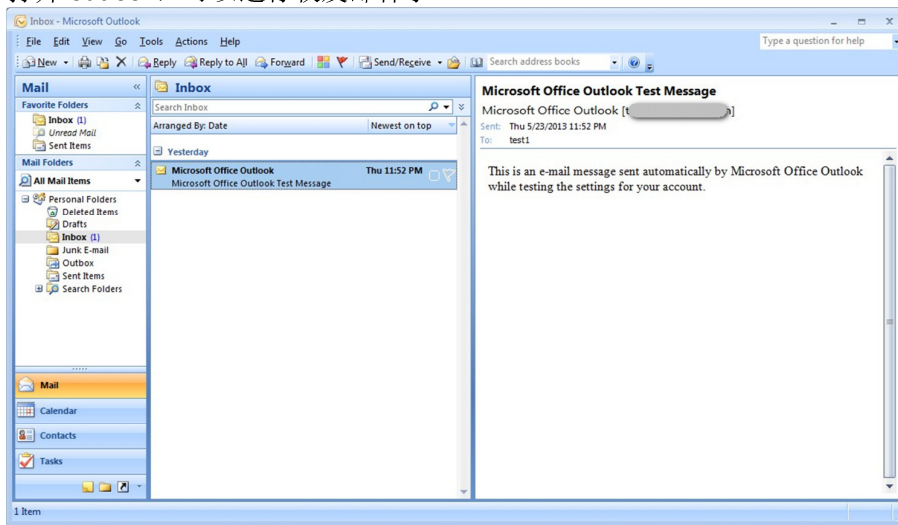 Inbox - Microsoft Outlook
File Edit View Go Tools Actions Help
Type a question for help
New Reply Reply to All Forward Send/Receive Search address books
Mail
Favorite Folders
Inbox (1)
Unread Mail
Sent Items
Mail Folders
All Mail Items
Personal Folders
Deleted Items
Drafts
Inbox (1)
Junk E-mail
Outbox
Sent Items
Search Folders
Mail
Calendar
Contacts
Tasks
1 Item
Inbox
Search Inbox
Arranged By: Date Newest on top
Yesterday
Microsoft Office Outlook Thu 11:52 PM
Microsoft Office Outlook Test Message
Microsoft Office Outlook Test Message
Microsoft Office Outlook [t
Sent: Thu 5/23/2013 11:52 PM
To: test1
This is an e-mail message sent automatically by Microsoft Office Outlook
while testing the settings for your account.